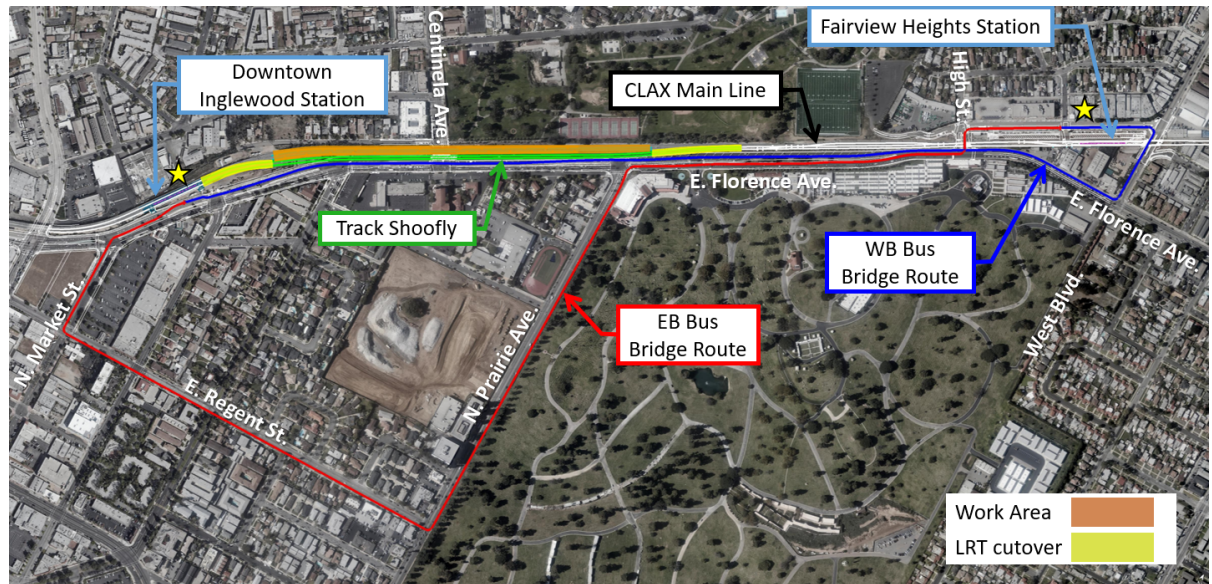 Fairview Heights Station
Centinela Ave.
Downtown
Inglewood Station
CLAX Main Line
High St.
E. Florence Ave.
Track Shoofly
E. Florence Ave.
WB Bus
Bridge Route
West Blvd.
N. Market St.
EB Bus
Bridge Route
N. Prairie Ave.
E. Regent St.
Work Area
LRT cutover